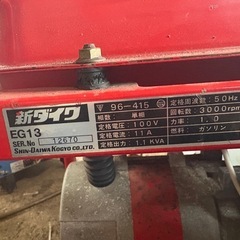 新ダイワ
EG13
SER.No 12670
SHIN-DAIWA KOGYO CO.,LTD.
〒 96-415
相数: 単相
定格電圧: 100V
定格電流: 11A
定格出力: 1.1KVA
定格周波数: 50Hz
回転数: 3000rpm
力率: 1.0
燃料: ガソリン